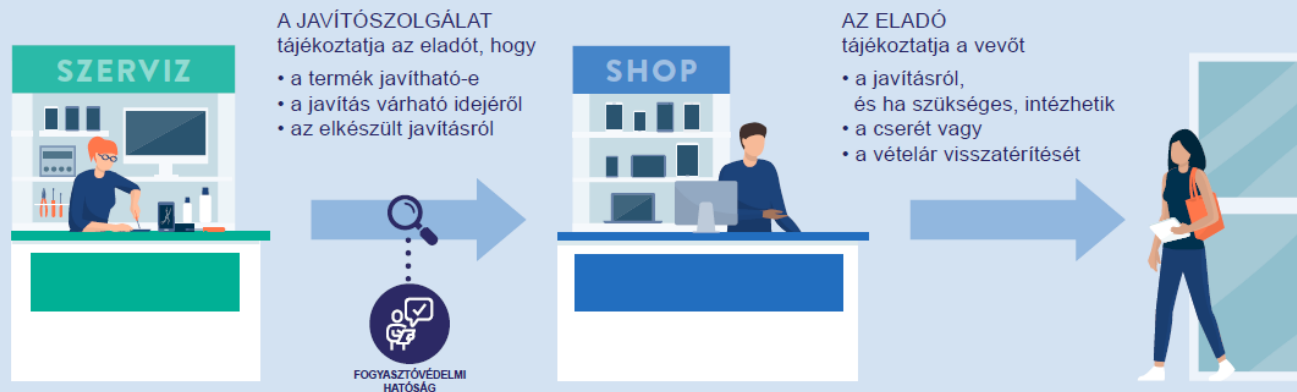 A JAVÍTÓSZOLGÁLAT
tájékoztatja az eladót, hogy
• a termék javítható-e
• a javítás várható idejéről
• az elkészült javításról
AZ ELADÓ
tájékoztatja a vevőt
• a javításról,
és ha szükséges, intézhetik
• a cserét vagy
• a vételár visszatérítését
SZERVIZ
SHOP
FOGYASZTÓVÉDELMI
HATÓSÁG